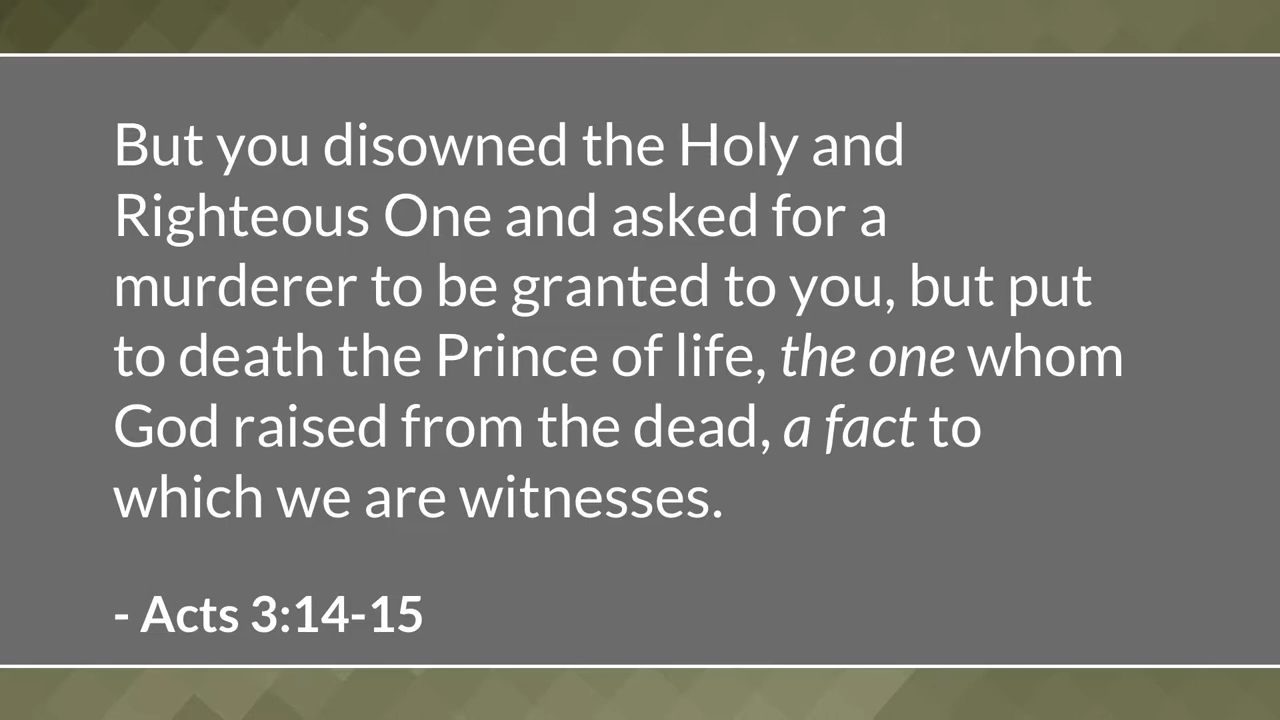 But you disowned the Holy and
Righteous One and asked for a
murderer to be granted to you, but put
to death the Prince of life, the one whom
God raised from the dead, a fact to
which we are witnesses.
- Acts 3:14-15